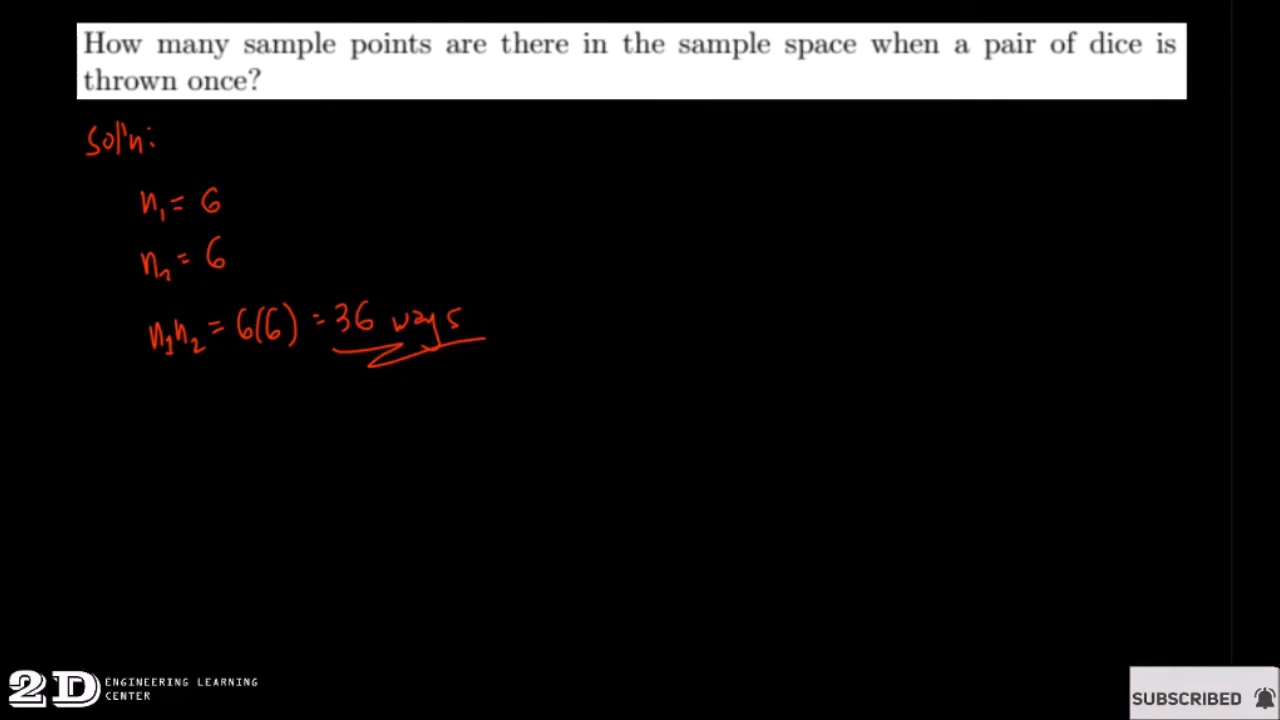 How many sample points are there in the sample space when a pair of dice is
thrown once?
Sol'n:
n₁ = 6
n₂ = 6
n₁n₂ = 6(6) = 36 ways
2D ENGINEERING LEARNING
CENTER
SUBSCRIBED